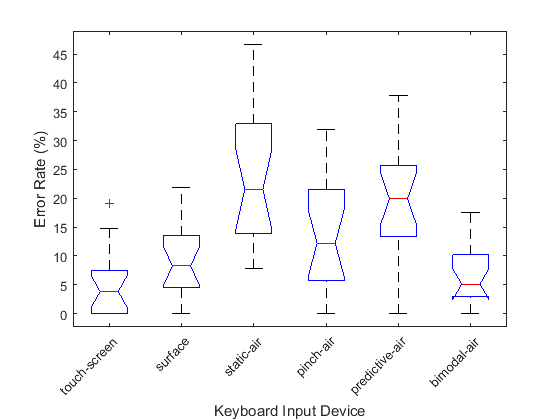 Error Rate (%)
45
40
35
30
25
20
15
10
5
0
touch-screen
surface
static-air
pinch-air
predictive-air
bimodal-air
Keyboard Input Device